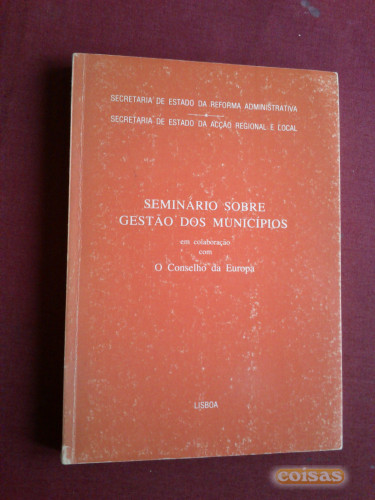 SECRETARIA DE ESTADO DA REFORMA ADMINISTRATIVA
SECRETARIA DE ESTADO DA ACÇÃO REGIONAL E LOCAL
SEMINÁRIO SOBRE
GESTÃO DOS MUNICÍPIOS
em colaboração
com
O Conselho da Europa
LISBOA
coisas